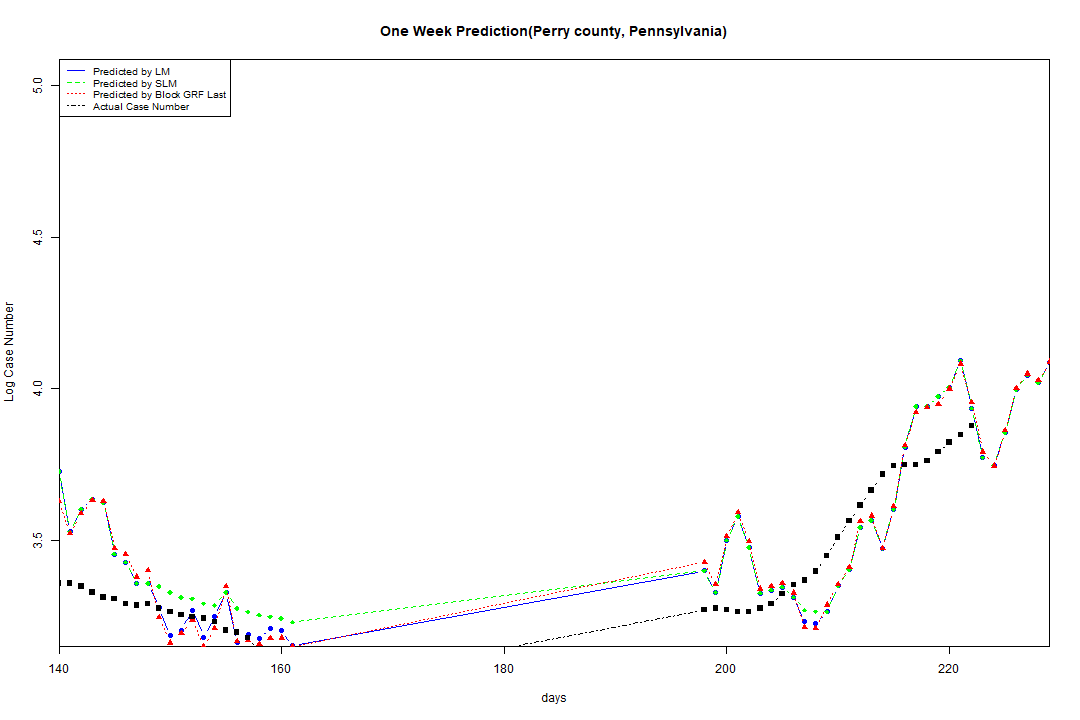 One Week Prediction(Perry county, Pennsylvania)
Predicted by LM
Predicted by SLM
Predicted by Block GRF Last
Actual Case Number
5.0
4.5
4.0
3.5
Log Case Number
140 160 180 200 220
days